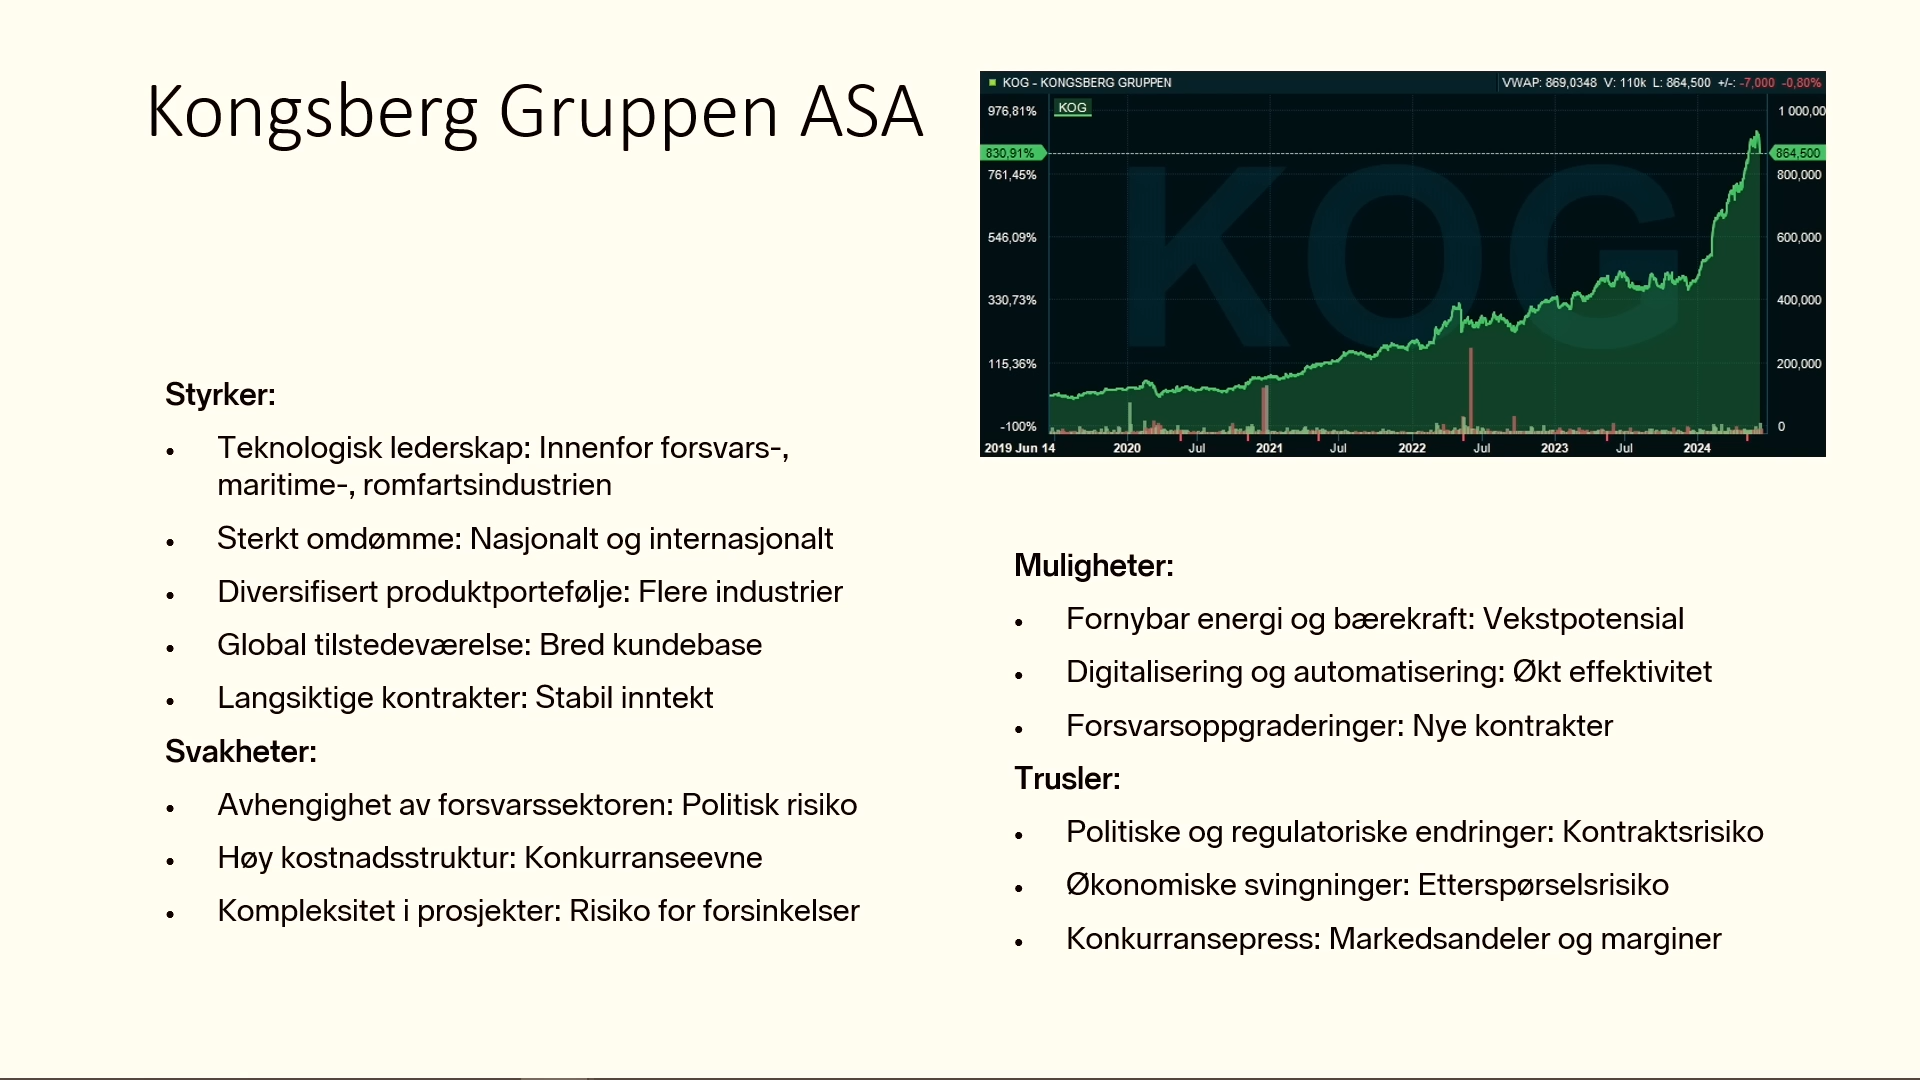 Kongsberg Gruppen ASA
KOG - KONGSBERG GRUPPEN
VWAP: 869,0348 V: 110k L: 864,500 +/-: -7,000 -0,80%
KOG
976,81%
830,91%
761,45%
546,09%
330,73%
115,36%
-100%
1 000,00
864,500
800,000
600,000
400,000
200,000
0
2019 Jun 14 2020 Jul 2021 Jul 2022 Jul 2023 Jul 2024
KOG
Styrker:
• Teknologisk lederskap: Innenfor forsvars-,
maritime-, romfartsindustrien
• Sterkt omdømme: Nasjonalt og internasjonalt
• Diversifisert produktportefølje: Flere industrier
• Global tilstedeværelse: Bred kundebase
• Langsiktige kontrakter: Stabil inntekt
Svakheter:
• Avhengighet av forsvarssektoren: Politisk risiko
• Høy kostnadsstruktur: Konkurranseevne
• Kompleksitet i prosjekter: Risiko for forsinkelser
Muligheter:
• Fornybar energi og bærekraft: Vekstpotensial
• Digitalisering og automatisering: Økt effektivitet
• Forsvarsoppgraderinger: Nye kontrakter
Trusler:
• Politiske og regulatoriske endringer: Kontraktsrisiko
• Økonomiske svingninger: Etterspørselsrisiko
• Konkurransepress: Markedsandeler og marginer